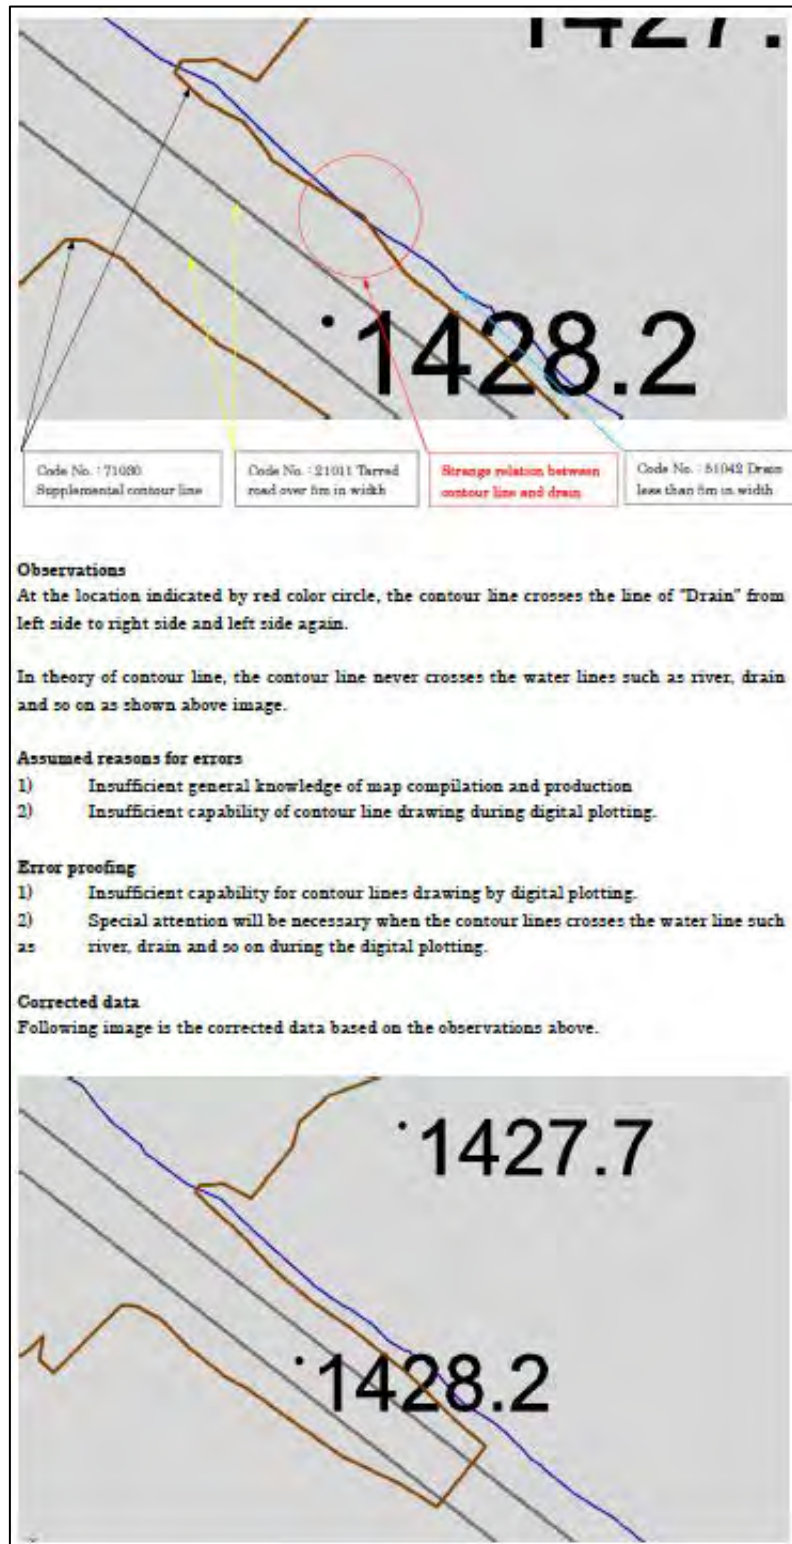 1427.
1428.2
Code No. : 71030
Supplemental contour line
Code No. : 21011 Tarred
road over 5m in width
Strange relation between
contour line and drain
Code No. : 51042 Drain
less than 5m in width
Observations
At the location indicated by red color circle, the contour line crosses the line of "Drain" from
left side to right side and left side again.
In theory of contour line, the contour line never crosses the water lines such as river, drain
and so on as shown above image.
Assumed reasons for errors
1) Insufficient general knowledge of map compilation and production
2) Insufficient capability of contour line drawing during digital plotting.
Error proofing
1) Insufficient capability for contour lines drawing by digital plotting.
2) Special attention will be necessary when the contour lines crosses the water line such
as river, drain and so on during the digital plotting.
Corrected data
Following image is the corrected data based on the observations above.
1427.7
1428.2